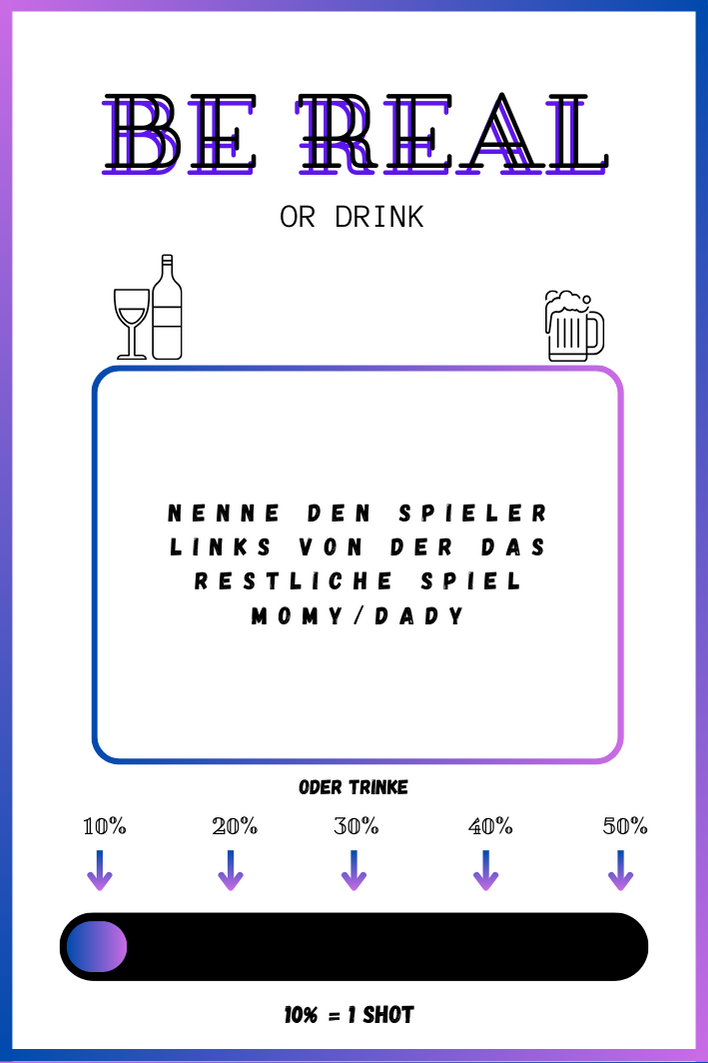 BE REAL
OR DRINK
NENNE DEN SPIELER
LINKS VON DER DAS
RESTLICHE SPIEL
MOMY/DADY
ODER TRINKE
10% 20% 30% 40% 50%
10% = 1 SHOT